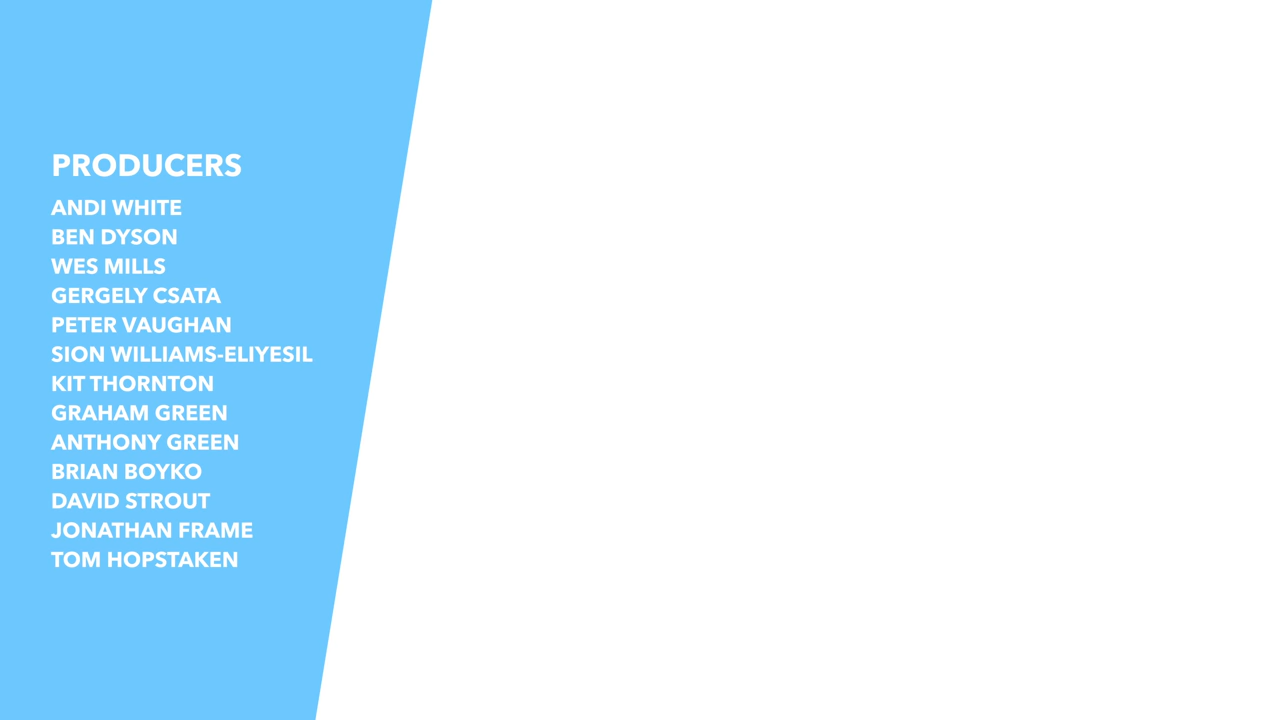 PRODUCERS
ANDI WHITE
BEN DYSON
WES MILLS
GERGELY CSATA
PETER VAUGHAN
SION WILLIAMS-ELIYESIL
KIT THORNTON
GRAHAM GREEN
ANTHONY GREEN
BRIAN BOYKO
DAVID STROUT
JONATHAN FRAME
TOM HOPSTAKEN